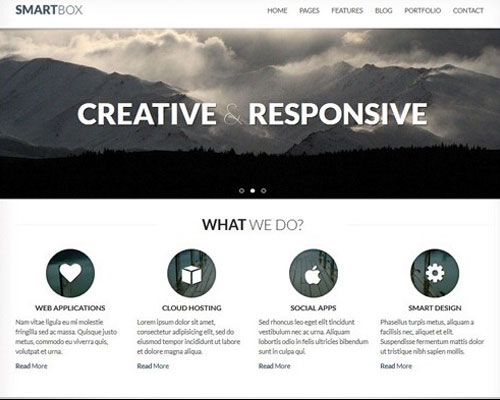 SMARTBOX
HOME PAGES FEATURES BLOG PORTFOLIO CONTACT
CREATIVE & RESPONSIVE
WHAT WE DO?
WEB APPLICATIONS
Nam vitae ligula eu mi molestie
fringilla sed ac massa. Quisque justo
metus, commodo eu viverra quis,
volutpat et urna.
Read More
CLOUD HOSTING
Lorem ipsum dolor sit amet,
consectetur adipisicing elit, sed do
eiusmod tempor incididunt ut labore
et dolore magna aliqua.
Read More
SOCIAL APPS
Sed rhoncus leo eget elit tincidunt
vestibulum nec ac urna. Aliquam
lobortis odio in felis ultricies bibendum
sunt in culpa qui.
Read More
SMART DESIGN
Phasellus turpis metus, aliquam a
facilisis nec, aliquet et elit.
Suspendisse fermentum mattis dolor
ut tristique nibh sapien mollis.
Read More